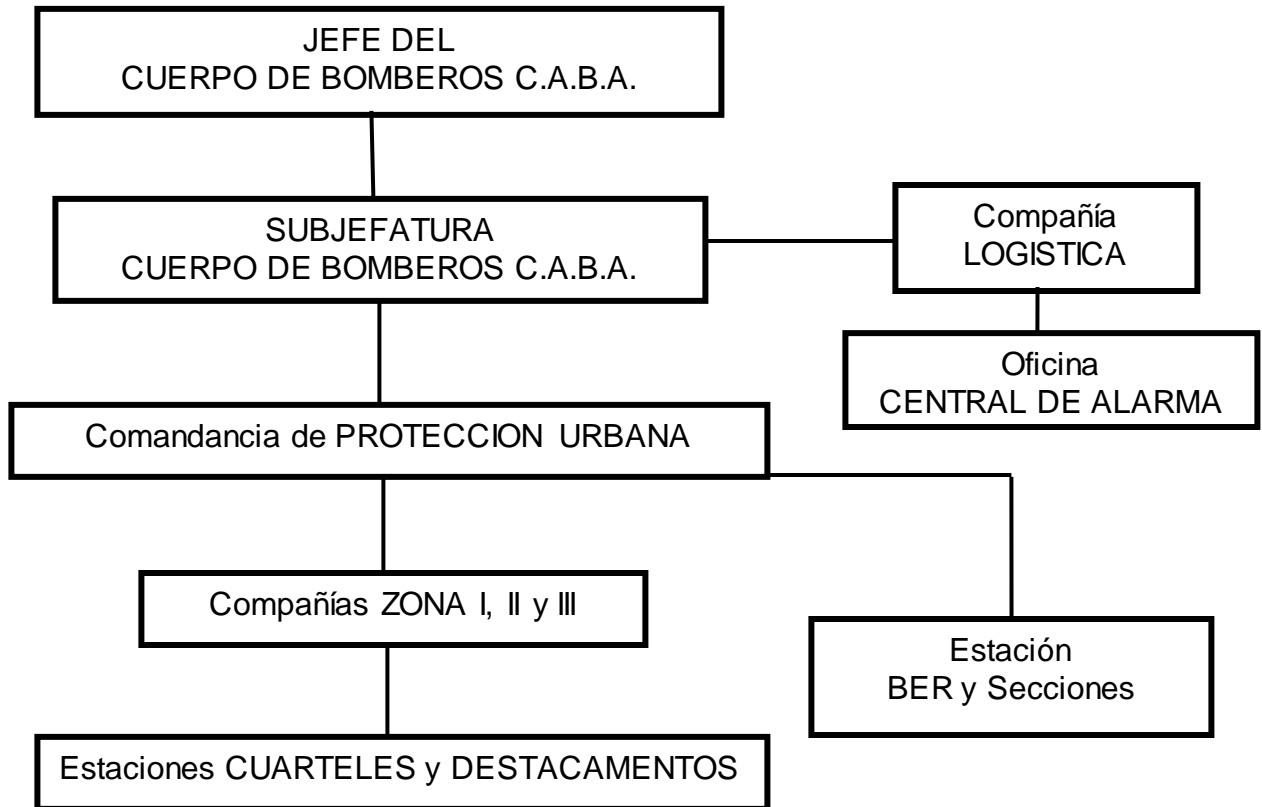 JEFE DEL
CUERPO DE BOMBEROS C.A.B.A.
SUBJEFATURA
CUERPO DE BOMBEROS C.A.B.A.
Compañía
LOGISTICA
Oficina
CENTRAL DE ALARMA
Comandancia de PROTECCION URBANA
Compañías ZONA I, II y III
Estación
BER y Secciones
Estaciones CUARTELES y DESTACAMENTOS